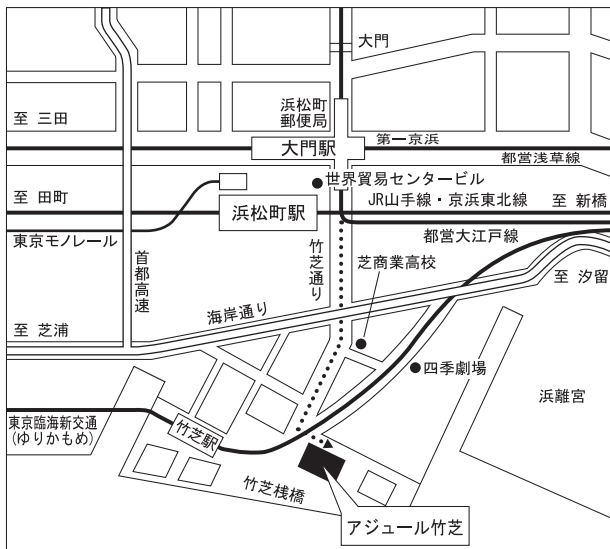 大門
浜松町
郵便局
至 三田
第一京浜
大門駅
都営浅草線
世界貿易センタービル
至 田町
JR山手線・京浜東北線
至 新橋
浜松町駅
東京モノレール
都営大江戸線
首都高速
竹芝通り
芝商業高校
至 汐留
海岸通り
至 芝浦
四季劇場
浜離宮
東京臨海新交通
(ゆりかもめ)
竹芝駅
竹芝桟橋
アジュール竹芝